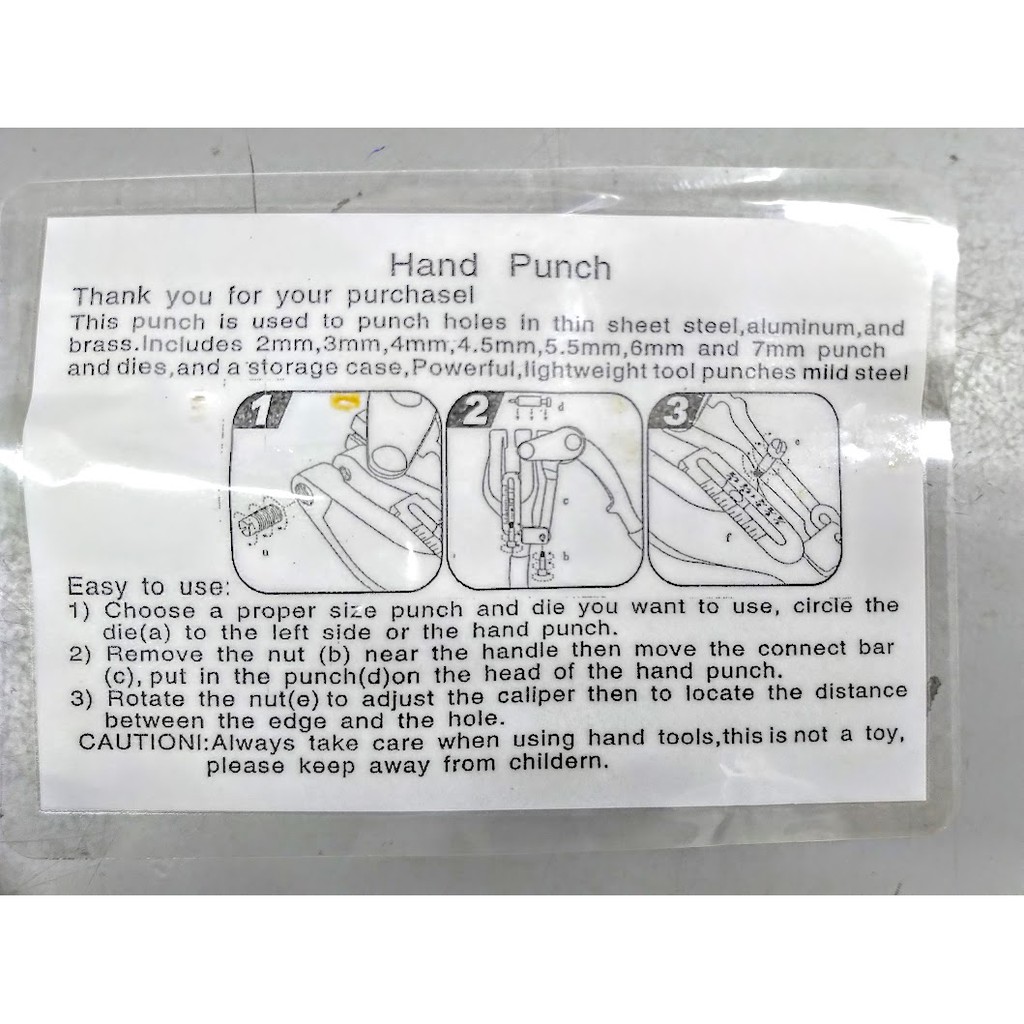 Hand Punch
Thank you for your purchase!
This punch is used to punch holes in thin sheet steel,aluminum,and
brass.Includes 2mm,3mm,4mm,4.5mm,5.5mm,6mm and 7mm punch
and dies,and a storage case,Powerful,lightweight tool punches mild steel
1 2 3
d
e
c
a
b
f
Easy to use:
1) Choose a proper size punch and die you want to use, circle the
die(a) to the left side or the hand punch.
2) Remove the nut (b) near the handle then move the connect bar
(c), put in the punch(d)on the head of the hand punch.
3) Rotate the nut(e) to adjust the caliper then to locate the distance
between the edge and the hole.
CAUTION!:Always take care when using hand tools,this is not a toy,
please keep away from childern.